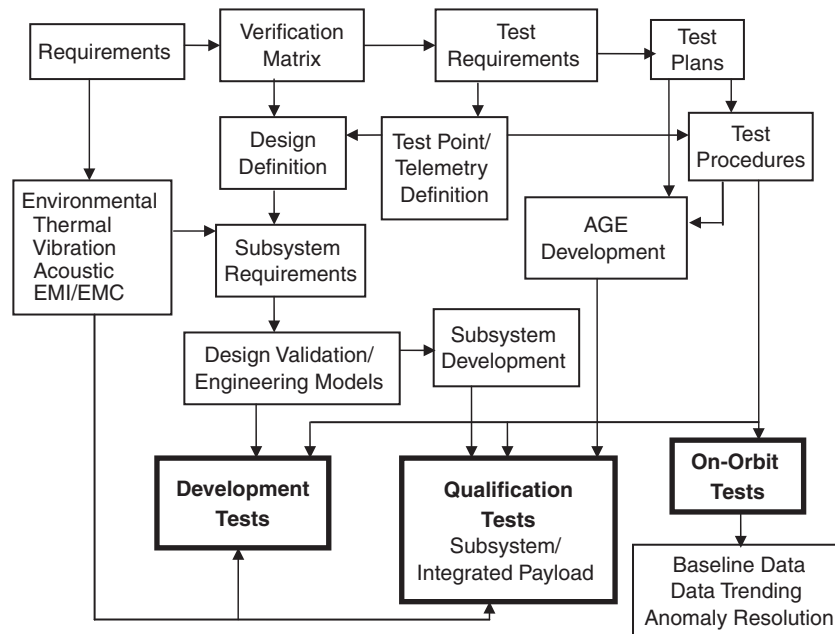 Requirements
Verification
Matrix
Test
Requirements
Test
Plans
Design
Definition
Test Point/
Telemetry
Definition
Test
Procedures
Environmental
Thermal
Vibration
Acoustic
EMI/EMC
Subsystem
Requirements
AGE
Development
Design Validation/
Engineering Models
Subsystem
Development
Development
Tests
Qualification
Tests
Subsystem/
Integrated Payload
On-Orbit
Tests
Baseline Data
Data Trending
Anomaly Resolution